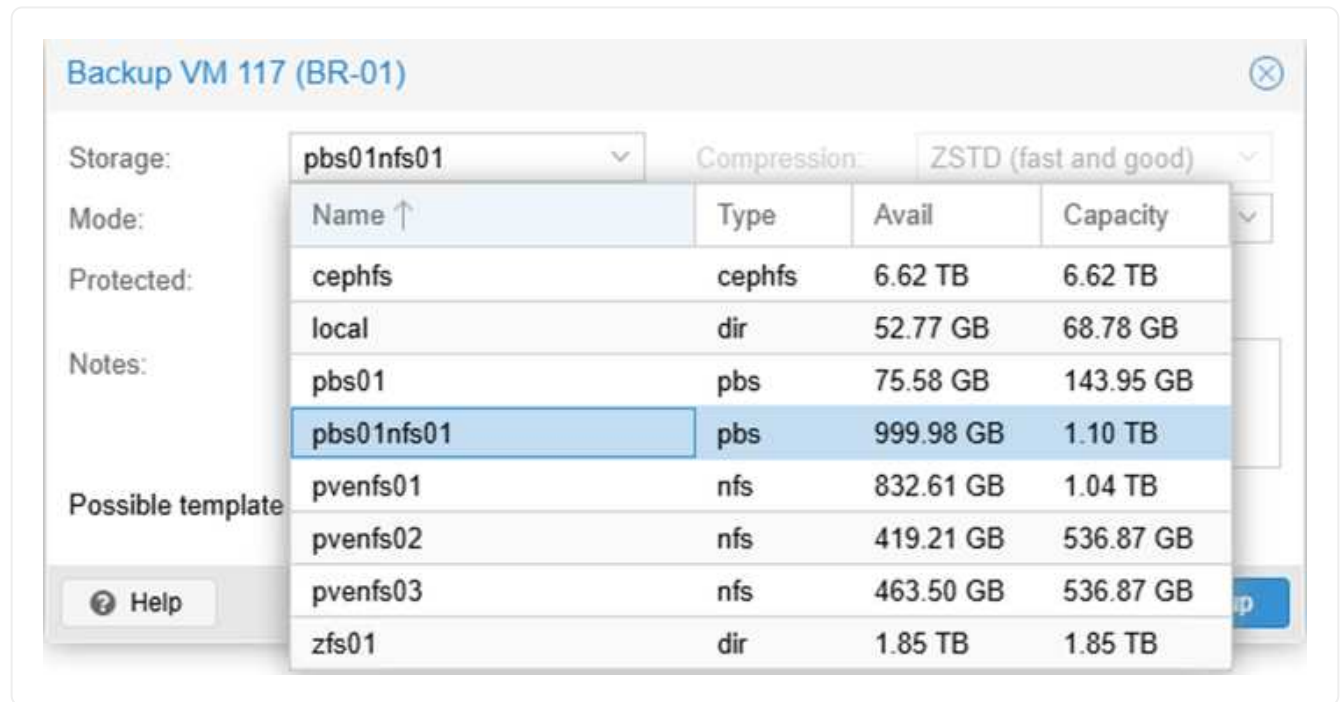 Backup VM 117 (BR-01)
Storage: pbs01nfs01 Compression: ZSTD (fast and good)
Mode:
Name ↑ Type Avail Capacity
Protected:
cephfs cephfs 6.62 TB 6.62 TB
local dir 52.77 GB 68.78 GB
Notes:
pbs01 pbs 75.58 GB 143.95 GB
pbs01nfs01 pbs 999.98 GB 1.10 TB
pvenfs01 nfs 832.61 GB 1.04 TB
Possible template
pvenfs02 nfs 419.21 GB 536.87 GB
pvenfs03 nfs 463.50 GB 536.87 GB
Help up
zfs01 dir 1.85 TB 1.85 TB